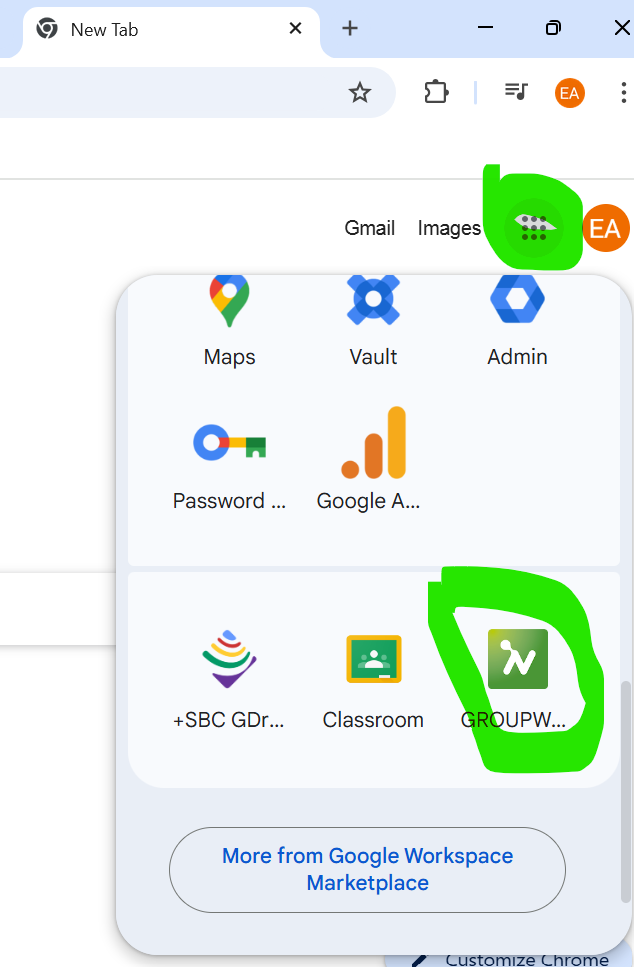 New Tab
EA
Gmail Images
EA
Maps Vault Admin
Password ... Google A...
+SBC GDr... Classroom GROUPW...
More from Google Workspace
Marketplace
Customize Chrome